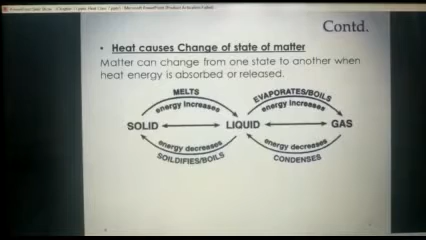 Contd.
• Heat causes Change of state of matter
Matter can change from one state to another when
heat energy is absorbed or released.
MELTS
energy increases
EVAPORATES/BOILS
energy increases
SOLID
LIQUID
GAS
energy decreases
SOILDIFIES/BOILS
energy decreases
CONDENSES